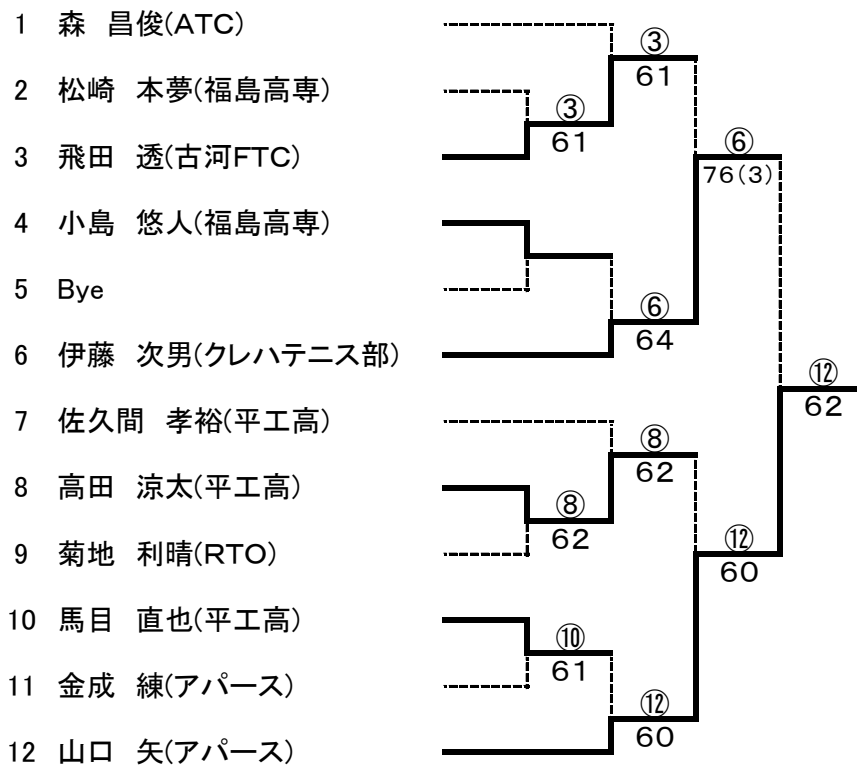 1 森 昌俊(ATC)
③
61
2 松崎 本夢(福島高専)
③
61
3 飛田 透(古河FTC)
⑥
76(3)
4 小島 悠人(福島高専)
5 Bye
⑥
64
6 伊藤 次男(クレハテニス部)
⑫
62
7 佐久間 孝裕(平工高)
⑧
62
8 高田 涼太(平工高)
⑧
62
9 菊地 利晴(RTO)
⑫
60
10 馬目 直也(平工高)
⑩
61
11 金成 練(アパース)
⑫
60
12 山口 矢(アパース)